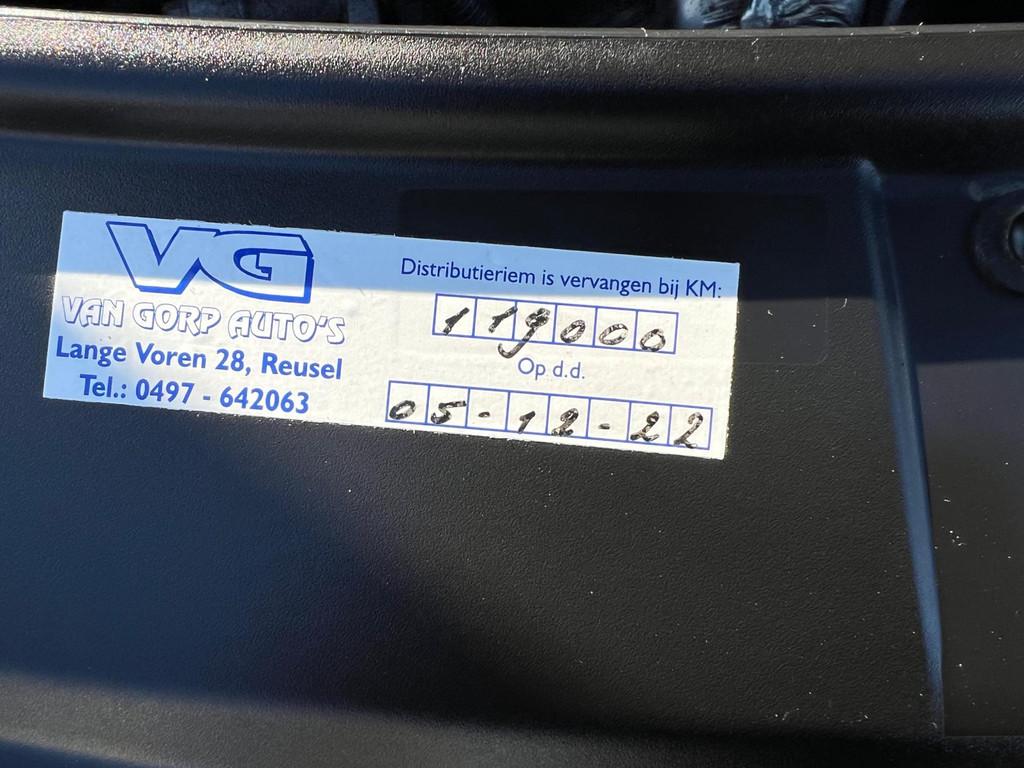 VG
VAN GORP AUTO'S
Lange Voren 28, Reusel
Tel.: 0497 - 642063
Distributieriem is vervangen bij KM:
119000
Op d.d.
05-12-22